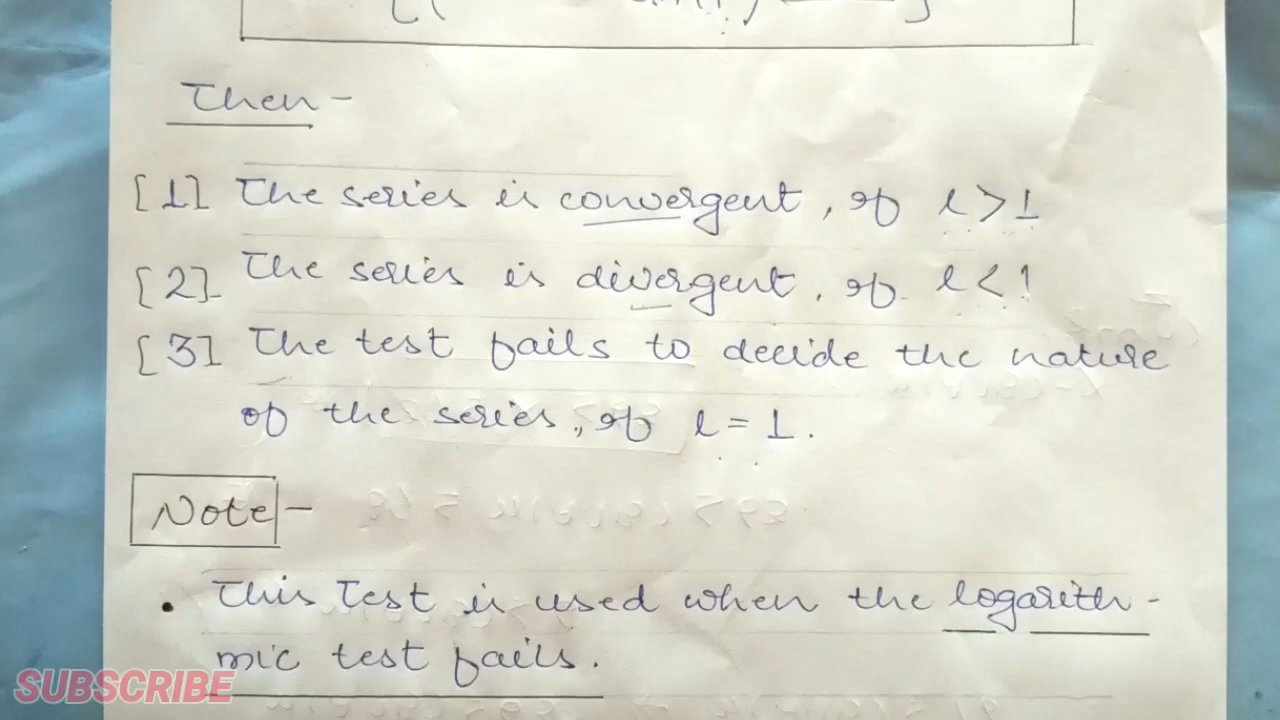 Then -
[1] The series is convergent, if l > 1
[2] The series is divergent, if l < 1
[3] The test fails to decide the nature
of the series, if l = 1.
Note -
• This Test is used when the logarith -
mic test fails.
SUBSCRIBE